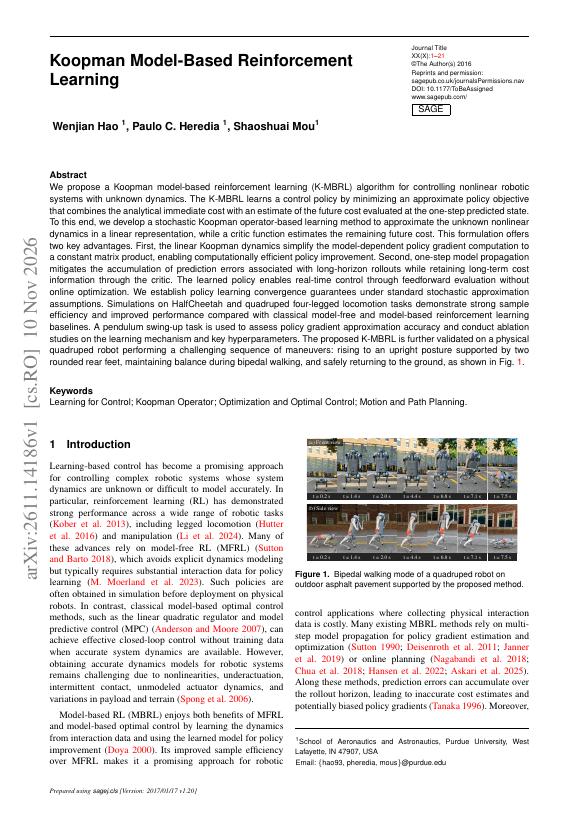 Koopman Model-Based Reinforcement
Learning
Journal Title
XX(X):1–21
©The Author(s) 2016
Reprints and permission:
sagepub.co.uk/journalsPermissions.nav
DOI: 10.1177/ToBeAssigned
www.sagepub.com/
SAGE
Wenjian Hao 1, Paulo C. Heredia 1, Shaoshuai Mou1
Abstract
We propose a Koopman model-based reinforcement learning (K-MBRL) algorithm for controlling nonlinear robotic
systems with unknown dynamics. The K-MBRL learns a control policy by minimizing an approximate policy objective
that combines the analytical immediate cost with an estimate of the future cost evaluated at the one-step predicted state.
To this end, we develop a stochastic Koopman operator-based learning method to approximate the unknown nonlinear
dynamics in a linear representation, while a critic function estimates the remaining future cost. This formulation offers
two key advantages. First, the linear Koopman dynamics simplify the model-dependent policy gradient computation to
a constant matrix product, enabling computationally efficient policy improvement. Second, one-step model propagation
mitigates the accumulation of prediction errors associated with long-horizon rollouts while retaining long-term cost
information through the critic. The learned policy enables real-time control through feedforward evaluation without
online optimization. We establish policy learning convergence guarantees under standard stochastic approximation
assumptions. Simulations on HalfCheetah and quadruped four-legged locomotion tasks demonstrate strong sample
efficiency and improved performance compared with classical model-free and model-based reinforcement learning
baselines. A pendulum swing-up task is used to assess policy gradient approximation accuracy and conduct ablation
studies on the learning mechanism and key hyperparameters. The proposed K-MBRL is further validated on a physical
quadruped robot performing a challenging sequence of maneuvers: rising to an upright posture supported by two
rounded rear feet, maintaining balance during bipedal walking, and safely returning to the ground, as shown in Fig. 1.
Keywords
Learning for Control; Koopman Operator; Optimization and Optimal Control; Motion and Path Planning.
arXiv:2611.14186v1 [cs.RO] 10 Nov 2026
1 Introduction
Learning-based control has become a promising approach
for controlling complex robotic systems whose system
dynamics are unknown or difficult to model accurately. In
particular, reinforcement learning (RL) has demonstrated
strong performance across a wide range of robotic tasks
(Kober et al. 2013), including legged locomotion (Hutter
et al. 2016) and manipulation (Li et al. 2024). Many of
these advances rely on model-free RL (MFRL) (Sutton
and Barto 2018), which avoids explicit dynamics modeling
but typically requires substantial interaction data for policy
learning (M. Moerland et al. 2023). Such policies are
often obtained in simulation before deployment on physical
robots. In contrast, classical model-based optimal control
methods, such as the linear quadratic regulator and model
predictive control (MPC) (Anderson and Moore 2007), can
achieve effective closed-loop control without training data
when accurate system dynamics are available. However,
obtaining accurate dynamics models for robotic systems
remains challenging due to nonlinearities, underactuation,
intermittent contact, unmodeled actuator dynamics, and
variations in payload and terrain (Spong et al. 2006).
Model-based RL (MBRL) enjoys both benefits of MFRL
and model-based optimal control by learning the dynamics
from interaction data and using the learned model for policy
improvement (Doya 2000). Its improved sample efficiency
over MFRL makes it a promising approach for robotic
(a) Front view
t = 0.2s t = 1.4s t = 2.0s t = 4.4s t = 6.8s t = 7.1s t = 7.5s
(b) Side view
t = 0.2s t = 1.4s t = 2.0s t = 4.4s t = 6.8s t = 7.1s t = 7.5s
Figure 1. Bipedal walking mode of a quadruped robot on
outdoor asphalt pavement supported by the proposed method.
control applications where collecting physical interaction
data is costly. Many existing MBRL methods rely on multi-
step model propagation for policy gradient estimation and
optimization (Sutton 1990; Deisenroth et al. 2011; Janner
et al. 2019) or online planning (Nagabandi et al. 2018;
Chua et al. 2018; Hansen et al. 2022; Askari et al. 2025).
Along these methods, prediction errors can accumulate over
the rollout horizon, leading to inaccurate cost estimates and
potentially biased policy gradients (Tanaka 1996). Moreover,
1School of Aeronautics and Astronautics, Purdue University, West
Lafayette, IN 47907, USA
Email: {hao93, pheredia, mous}@purdue.edu
Prepared using sagej.cls [Version: 2017/01/17 v1.20]